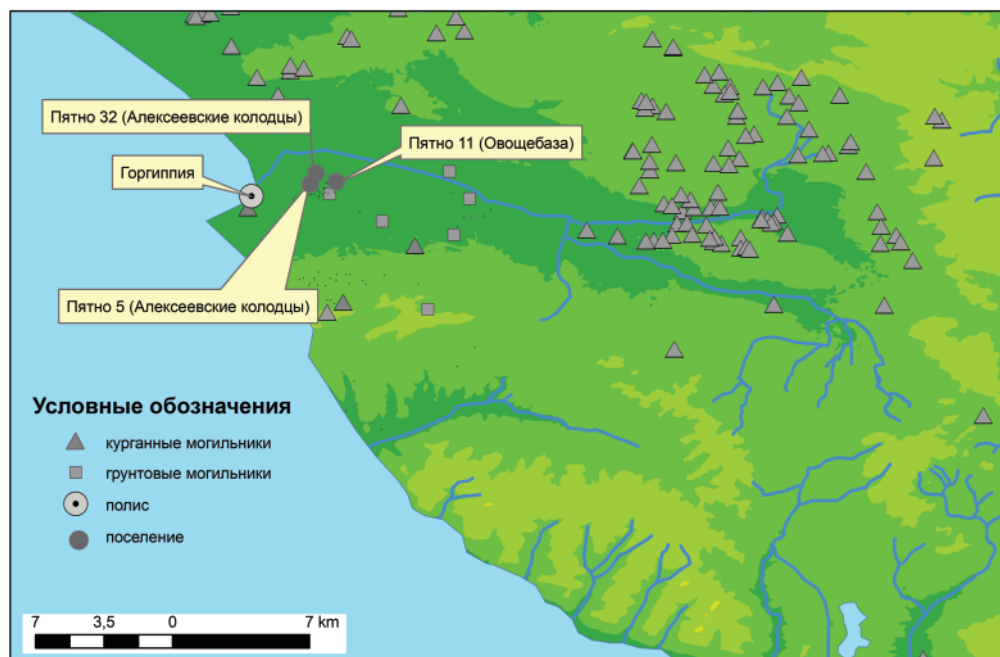 Пятно 32 (Алексеевские колодцы)
Пятно 11 (Овощебаза)
Горгиппия
Пятно 5 (Алексеевские колодцы)
Условные обозначения
курганные могильники
грунтовые могильники
полис
поселение
7 3,5 0 7 km